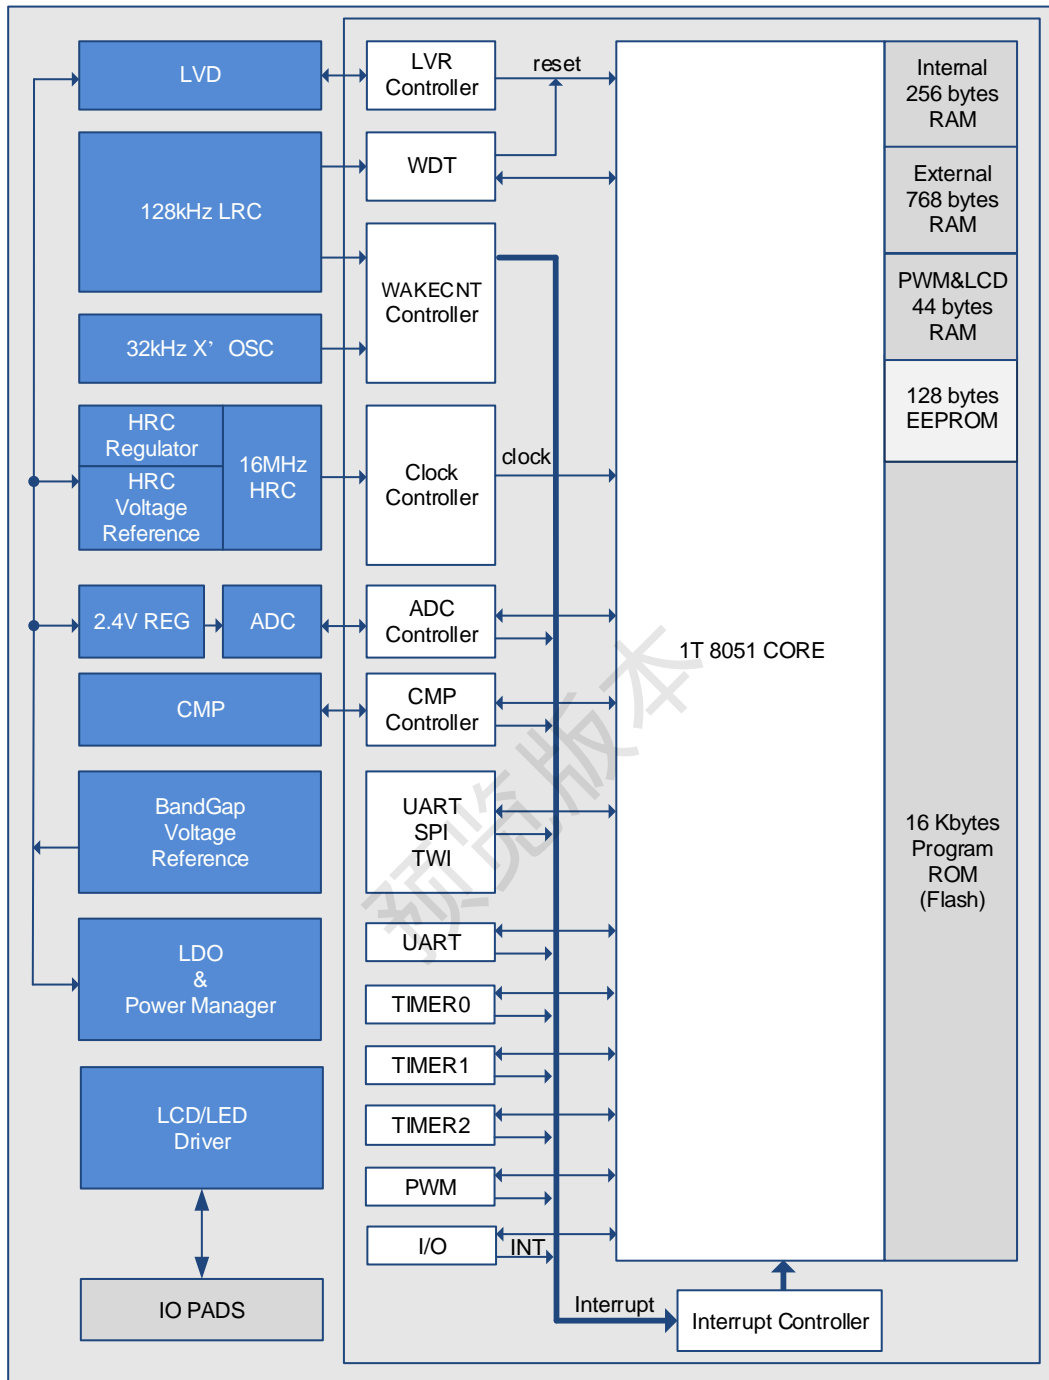 LVD
LVR
Controller
reset
Internal
256 bytes
RAM
128kHz LRC
WDT
External
768 bytes
RAM
WAKECNT
Controller
PWM&LCD
44 bytes
RAM
32kHz X’ OSC
128 bytes
EEPROM
HRC
Regulator
HRC
Voltage
Reference
16MHz
HRC
Clock
Controller
clock
2.4V REG
ADC
ADC
Controller
1T 8051 CORE
CMP
CMP
Controller
BandGap
Voltage
Reference
UART
SPI
TWI
16 Kbytes
Program
ROM
(Flash)
UART
LDO
&
Power Manager
TIMER0
TIMER1
LCD/LED
Driver
TIMER2
PWM
I/O
INT
IO PADS
Interrupt
Interrupt Controller
预览版本